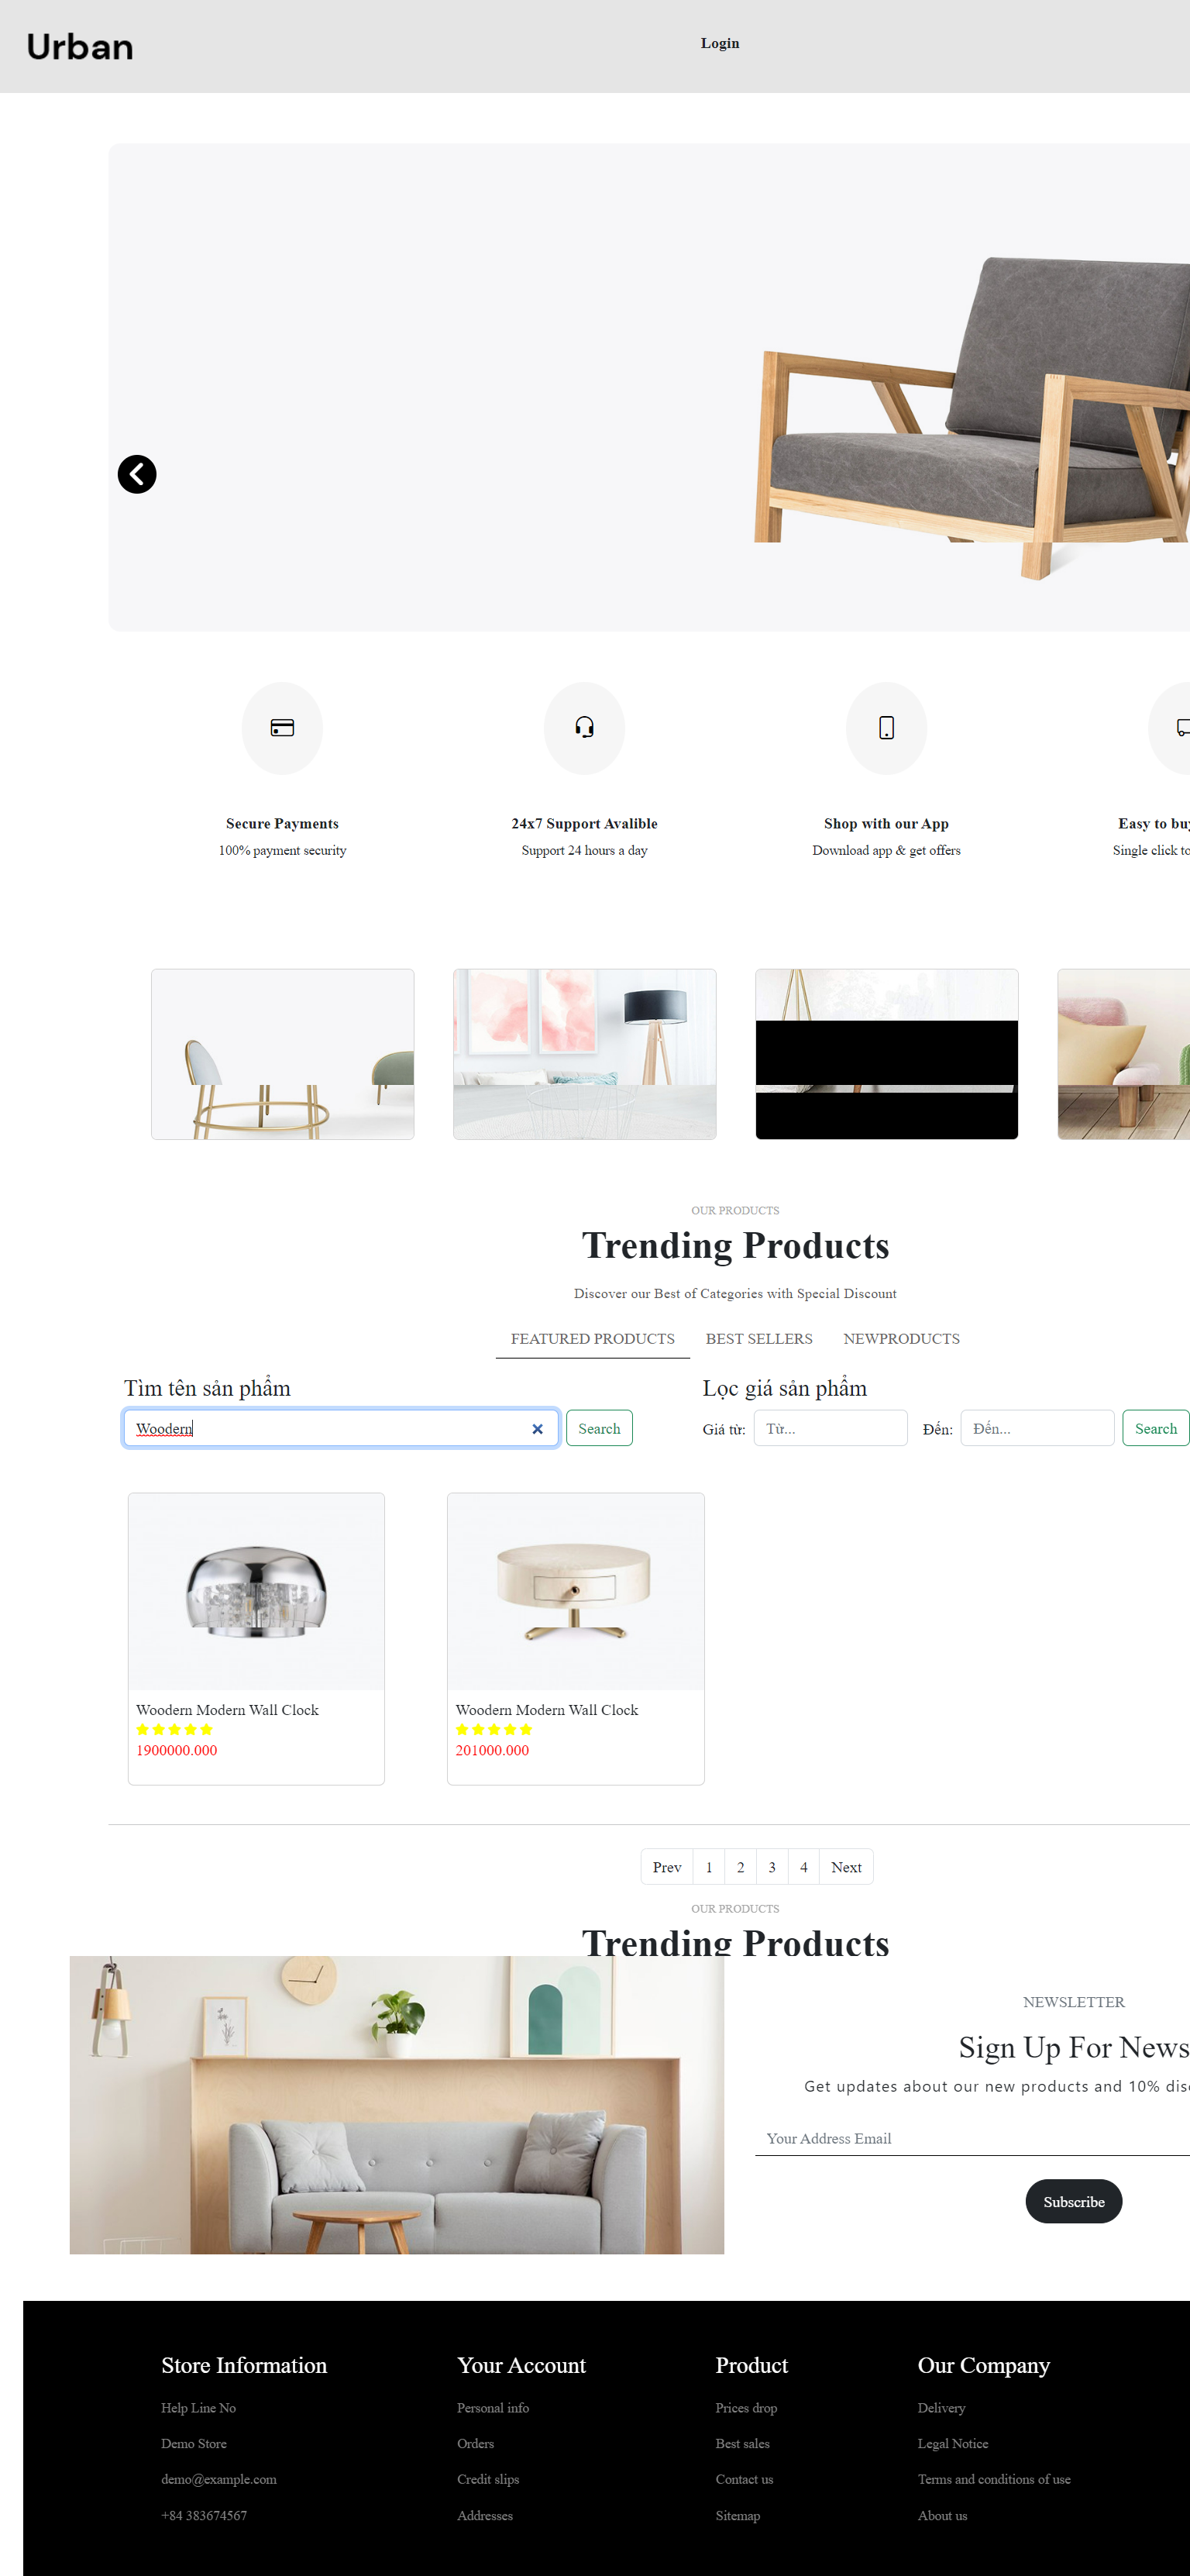 Urban
Login
Secure Payments
100% payment security
24x7 Support Avalible
Support 24 hours a day
Shop with our App
Download app & get offers
Easy to buy
Single click to
OUR PRODUCTS
Trending Products
Discover our Best of Categories with Special Discount
FEATURED PRODUCTS
BEST SELLERS
NEWPRODUCTS
Tìm tên sản phẩm
Woodern
Search
Lọc giá sản phẩm
Giá từ:
Từ...
Đến:
Đến...
Search
Woodern Modern Wall Clock
1900000.000
Woodern Modern Wall Clock
201000.000
Prev 1 2 3 4 Next
OUR PRODUCTS
Trending Products
NEWSLETTER
Sign Up For News
Get updates about our new products and 10% disc
Your Address Email
Subscribe
Store Information
Help Line No
Demo Store
demo@example.com
+84 383674567
Your Account
Personal info
Orders
Credit slips
Addresses
Product
Prices drop
Best sales
Contact us
Sitemap
Our Company
Delivery
Legal Notice
Terms and conditions of use
About us